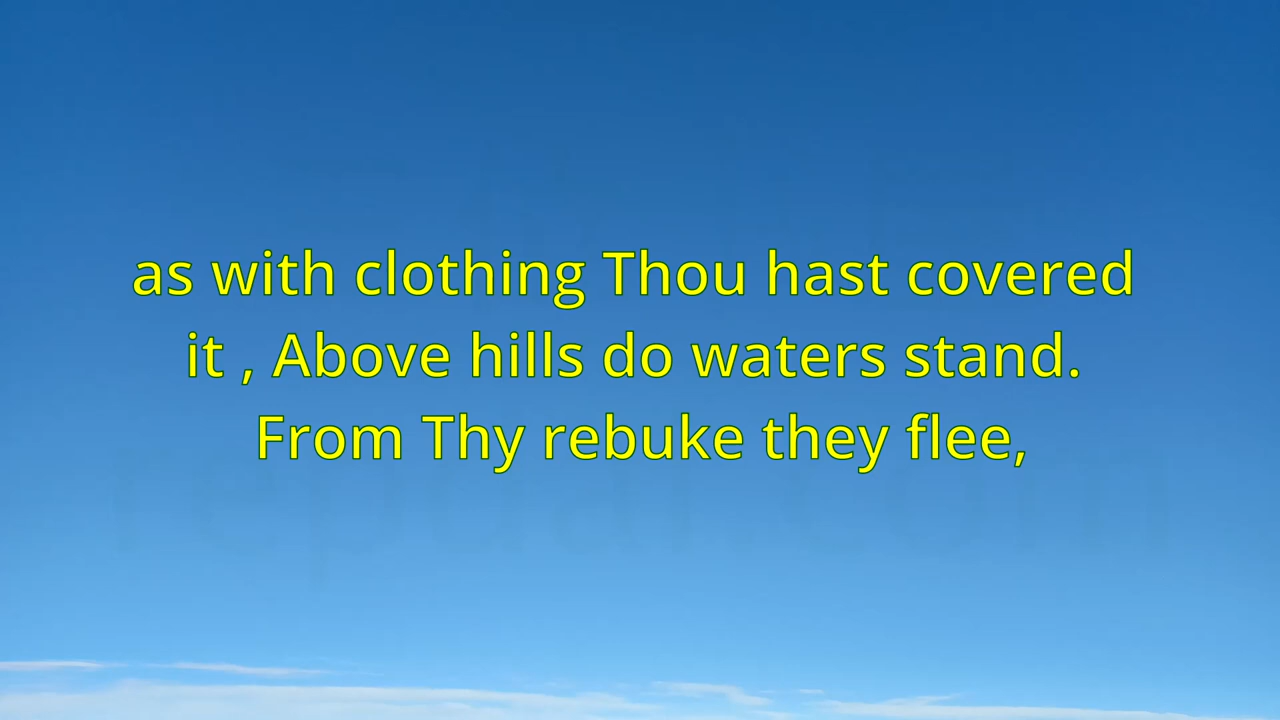 as with clothing Thou hast covered
it , Above hills do waters stand.
From Thy rebuke they flee,